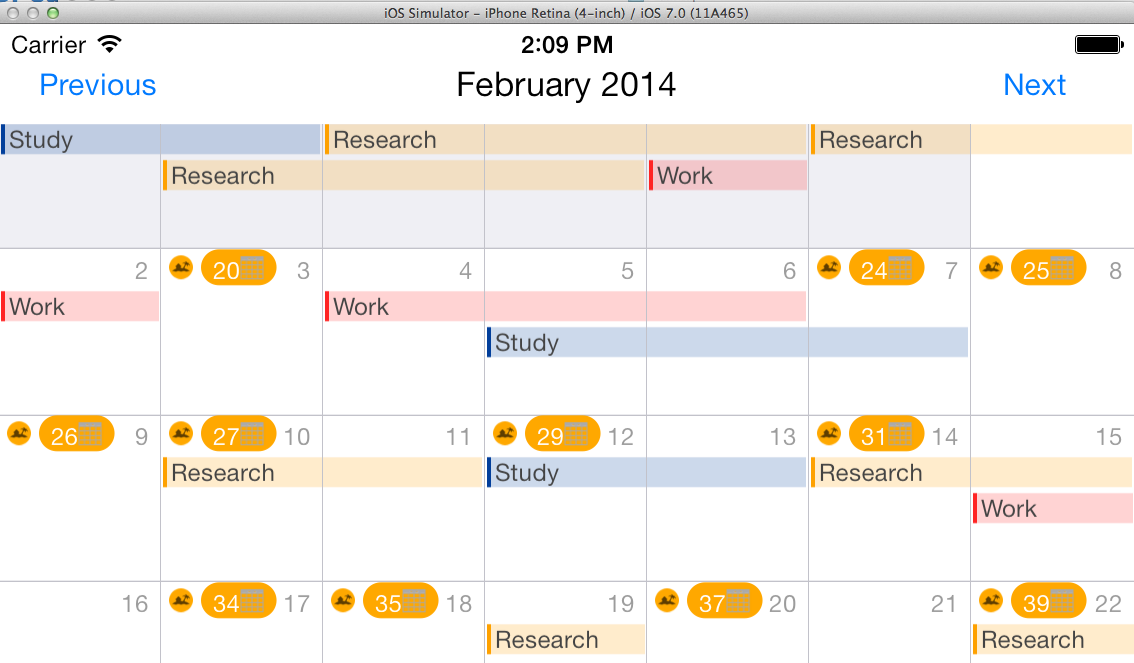 iOS Simulator - iPhone Retina (4-inch) / iOS 7.0 (11A465)
Carrier 2:09 PM
Previous February 2014 Next
Study Research Research
Research Work
2 20 3 4 5 6 24 7 25 8
Work Work
Study
26 9 27 10 11 29 12 13 31 14 15
Research Study Research
Work
16 34 17 35 18 19 37 20 21 39 22
Research Research